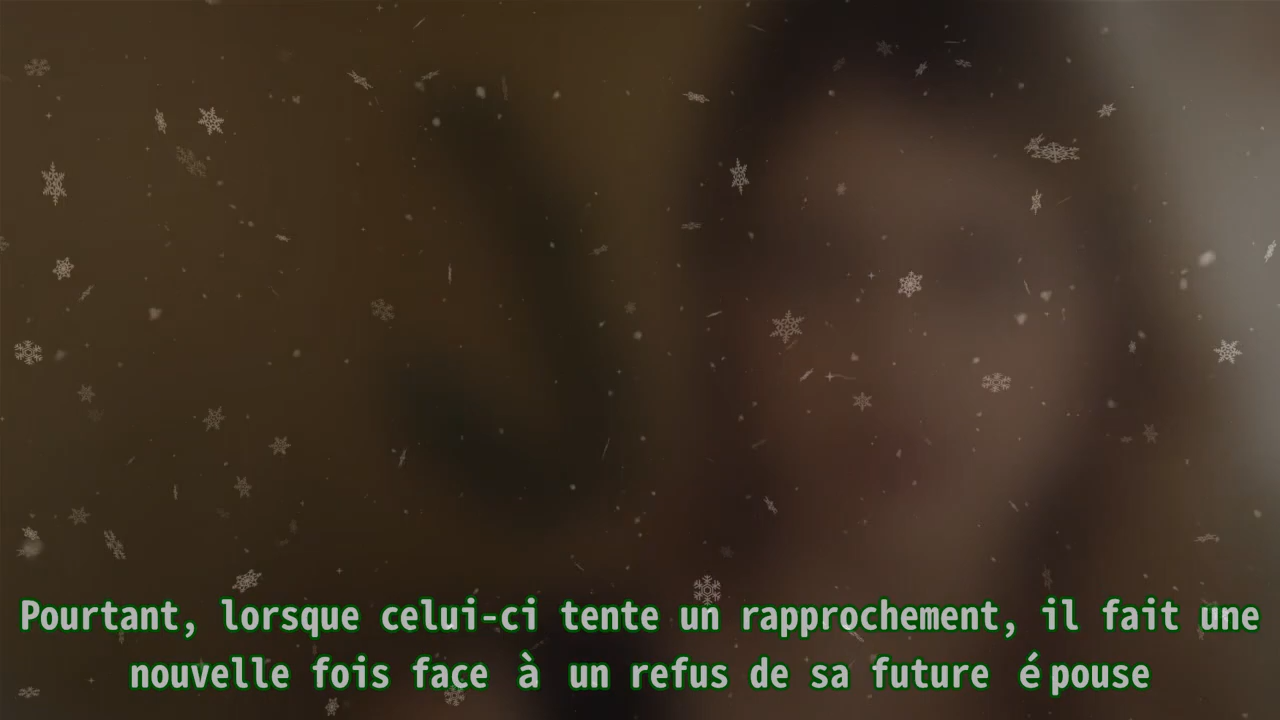 Pourtant, lorsque celui-ci tente un rapprochement, il fait une
nouvelle fois face à un refus de sa future épouse